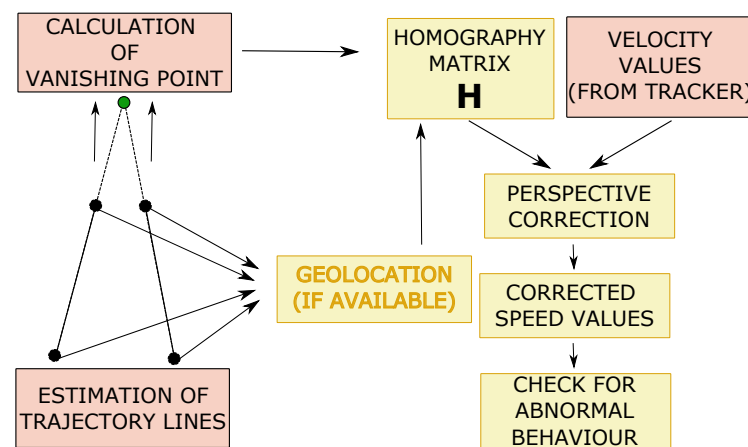 CALCULATION
OF
VANISHING POINT
HOMOGRAPHY
MATRIX
H
VELOCITY
VALUES
(FROM TRACKER)
PERSPECTIVE
CORRECTION
GEOLOCATION
(IF AVAILABLE)
CORRECTED
SPEED VALUES
ESTIMATION OF
TRAJECTORY LINES
CHECK FOR
ABNORMAL
BEHAVIOUR